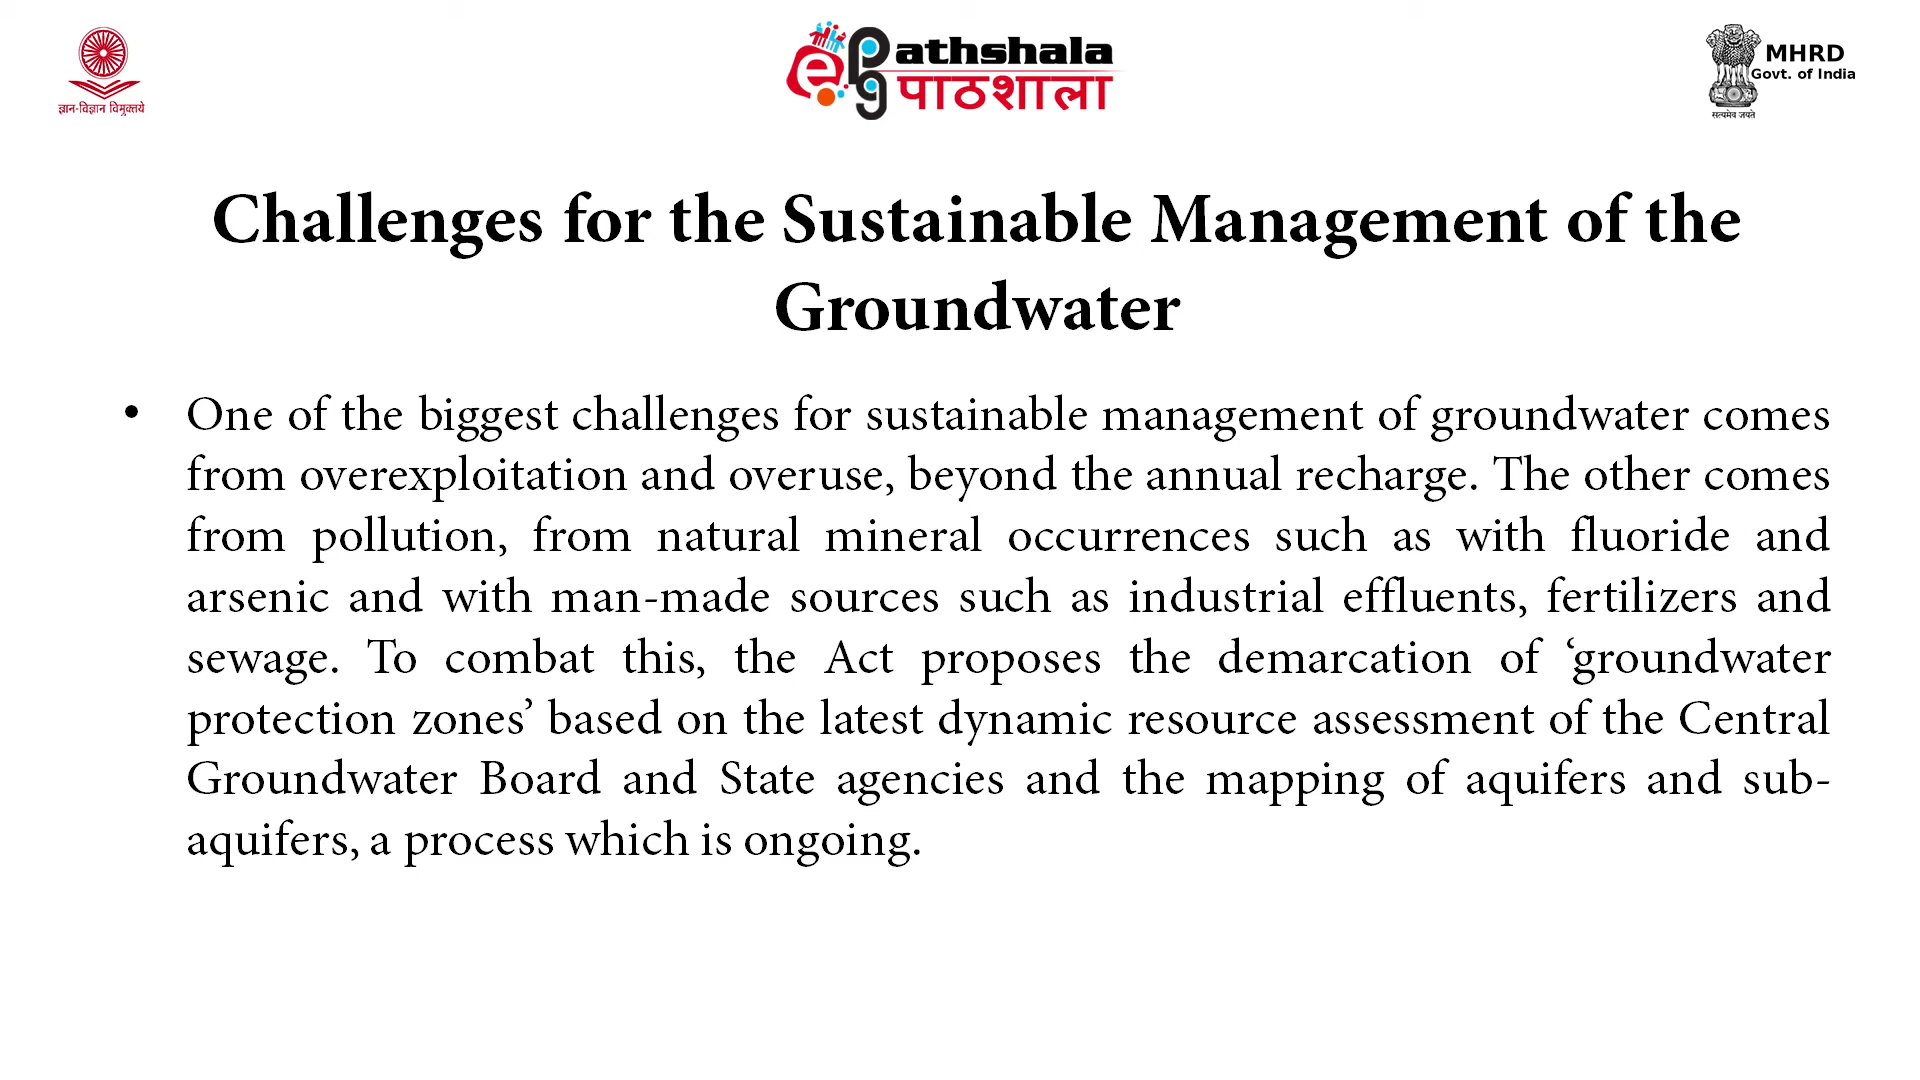 ज्ञान-विज्ञान विमुक्तये
e PG athshala
पाठशाला
MHRD
Govt. of India
सत्यमेव जयते
Challenges for the Sustainable Management of the
Groundwater
• One of the biggest challenges for sustainable management of groundwater comes
from overexploitation and overuse, beyond the annual recharge. The other comes
from pollution, from natural mineral occurrences such as with fluoride and
arsenic and with man-made sources such as industrial effluents, fertilizers and
sewage. To combat this, the Act proposes the demarcation of ‘groundwater
protection zones’ based on the latest dynamic resource assessment of the Central
Groundwater Board and State agencies and the mapping of aquifers and sub-
aquifers, a process which is ongoing.